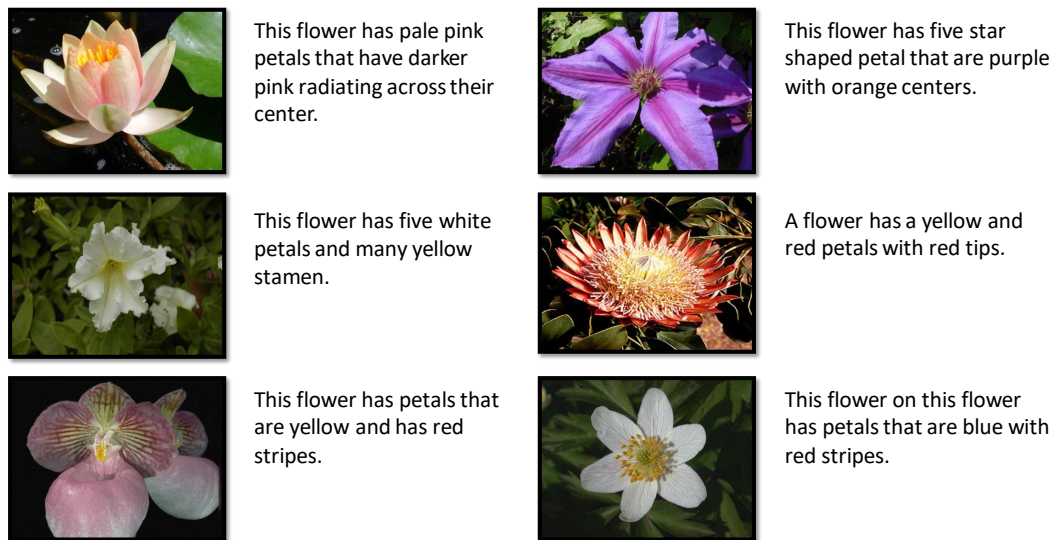 This flower has pale pink
petals that have darker
pink radiating across their
center.
This flower has five star
shaped petal that are purple
with orange centers.
This flower has five white
petals and many yellow
stamen.
A flower has a yellow and
red petals with red tips.
This flower has petals that
are yellow and has red
stripes.
This flower on this flower
has petals that are blue with
red stripes.